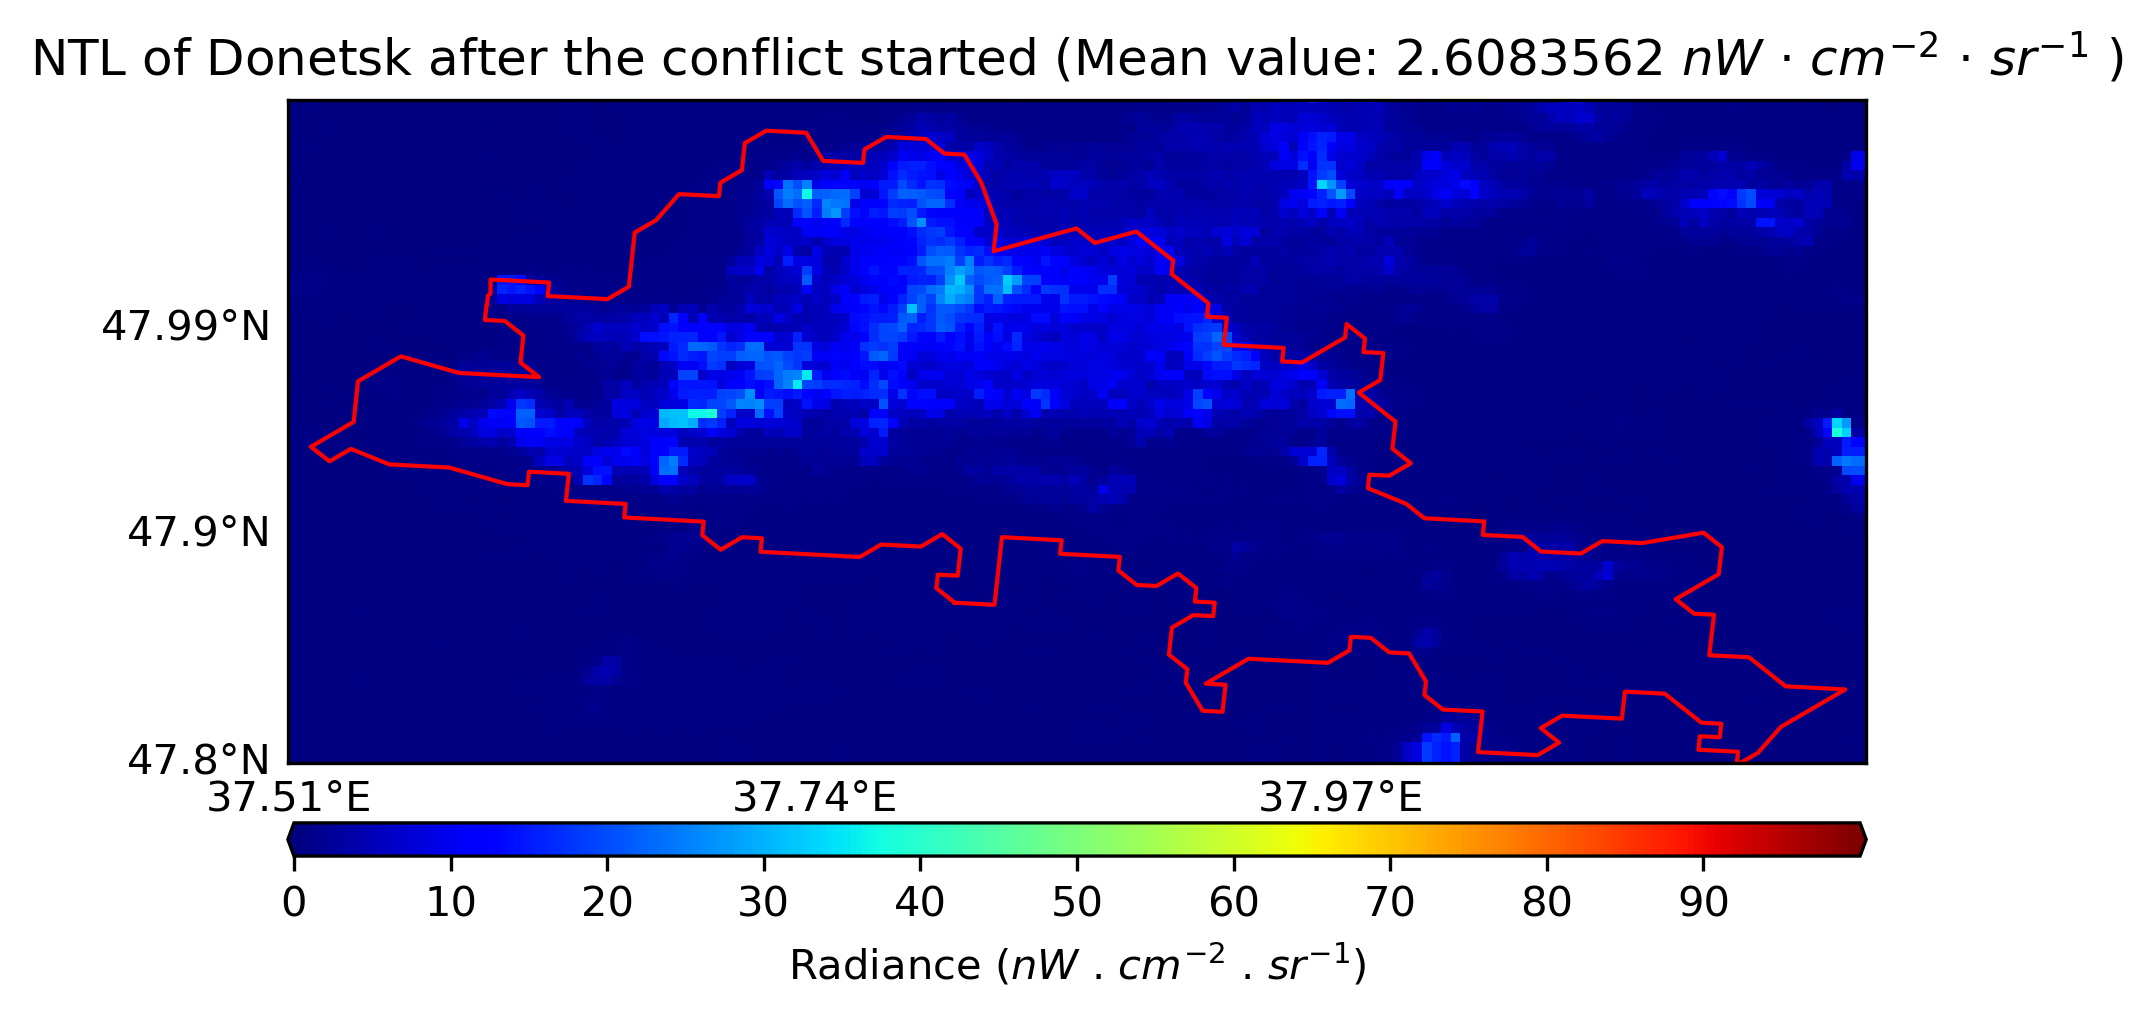 NTL of Donetsk after the conflict started (Mean value: 2.6083562 nW · cm⁻² · sr⁻¹ )
47.99°N
47.9°N
47.8°N
37.51°E 37.74°E 37.97°E
0 10 20 30 40 50 60 70 80 90
Radiance (nW . cm⁻² . sr⁻¹)